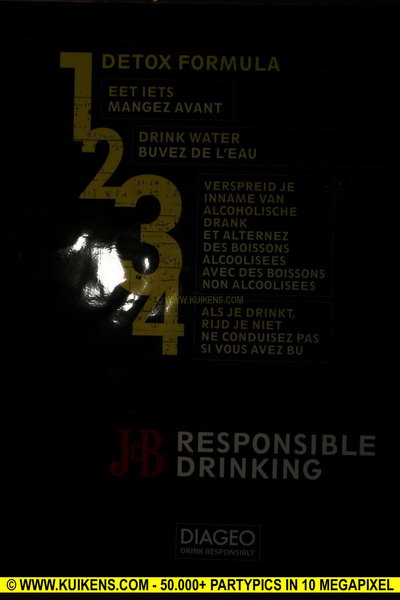 1
DETOX FORMULA
EET IETS
MANGEZ AVANT
2
DRINK WATER
BUVEZ DE L'EAU
3
VERSPREID JE
INNAME VAN
ALCOHOLISCHE
DRANK
ET ALTERNEZ
DES BOISSONS
ALCOOLISEES
AVEC DES BOISSONS
NON ALCOOLISEES
© WWW.KUIKENS.COM
4
ALS JE DRINKT,
RIJD JE NIET
NE CONDUISEZ PAS
SI VOUS AVEZ BU
J&B RESPONSIBLE
DRINKING
DIAGEO
DRINK RESPONSIBLY
© WWW.KUIKENS.COM - 50.000+ PARTYPICS IN 10 MEGAPIXEL